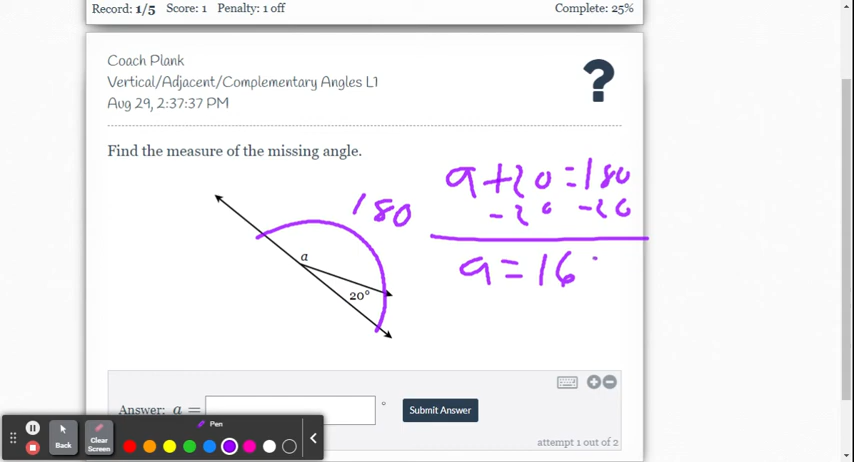 Record: 1/5 Score: 1 Penalty: 1 off Complete: 25%
Coach Plank
Vertical/Adjacent/Complementary Angles L1
Aug 29, 2:37:37 PM
?
Find the measure of the missing angle.
180
a
20°
a + 20 = 180
- 20 - 20
a = 16
Answer: a = °
Submit Answer
attempt 1 out of 2
Pen
Back
Clear Screen